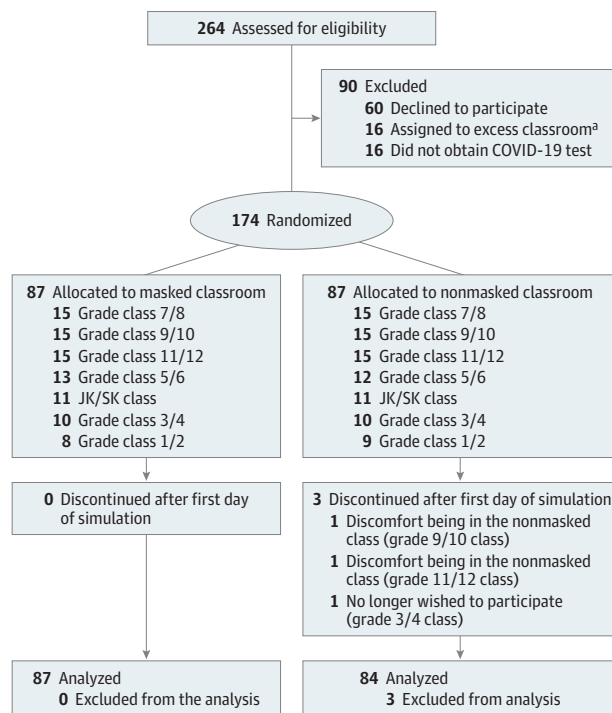 264 Assessed for eligibility
90 Excluded
60 Declined to participate
16 Assigned to excess classroomᵃ
16 Did not obtain COVID-19 test
174 Randomized
87 Allocated to masked classroom
15 Grade class 7/8
15 Grade class 9/10
15 Grade class 11/12
13 Grade class 5/6
11 JK/SK class
10 Grade class 3/4
8 Grade class 1/2
87 Allocated to nonmasked classroom
15 Grade class 7/8
15 Grade class 9/10
15 Grade class 11/12
12 Grade class 5/6
11 JK/SK class
10 Grade class 3/4
9 Grade class 1/2
0 Discontinued after first day
of simulation
3 Discontinued after first day of simulation
1 Discomfort being in the nonmasked
class (grade 9/10 class)
1 Discomfort being in the nonmasked
class (grade 11/12 class)
1 No longer wished to participate
(grade 3/4 class)
87 Analyzed
0 Excluded from the analysis
84 Analyzed
3 Excluded from analysis